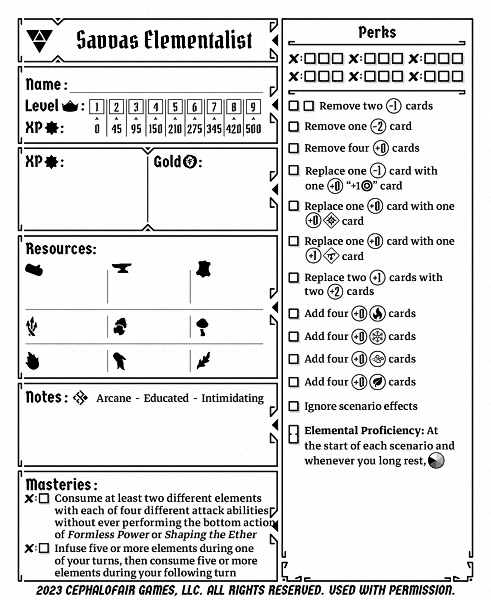 Savvas Elementalist
Name:
Level: 1 2 3 4 5 6 7 8 9
XP: 0 45 95 150 210 275 345 420 500
XP: Gold:
Resources:
Notes: Arcane - Educated - Intimidating
Masteries:
Consume at least two different elements
with each of four different attack abilities
without ever performing the bottom action
of Formless Power or Shaping the Ether
Infuse five or more elements during one
of your turns, then consume five or more
elements during your following turn
Perks
Remove two -1 cards
Remove one -2 card
Remove four +0 cards
Replace one -1 card with
one +0 "+1" card
Replace one +0 card with one
+0 card
Replace one +0 card with one
+1 card
Replace two +1 cards with
two +2 cards
Add four +0 cards
Add four +0 cards
Add four +0 cards
Add four +0 cards
Ignore scenario effects
Elemental Proficiency: At
the start of each scenario and
whenever you long rest,
2023 CEPHALOFAIR GAMES, LLC. ALL RIGHTS RESERVED. USED WITH PERMISSION.